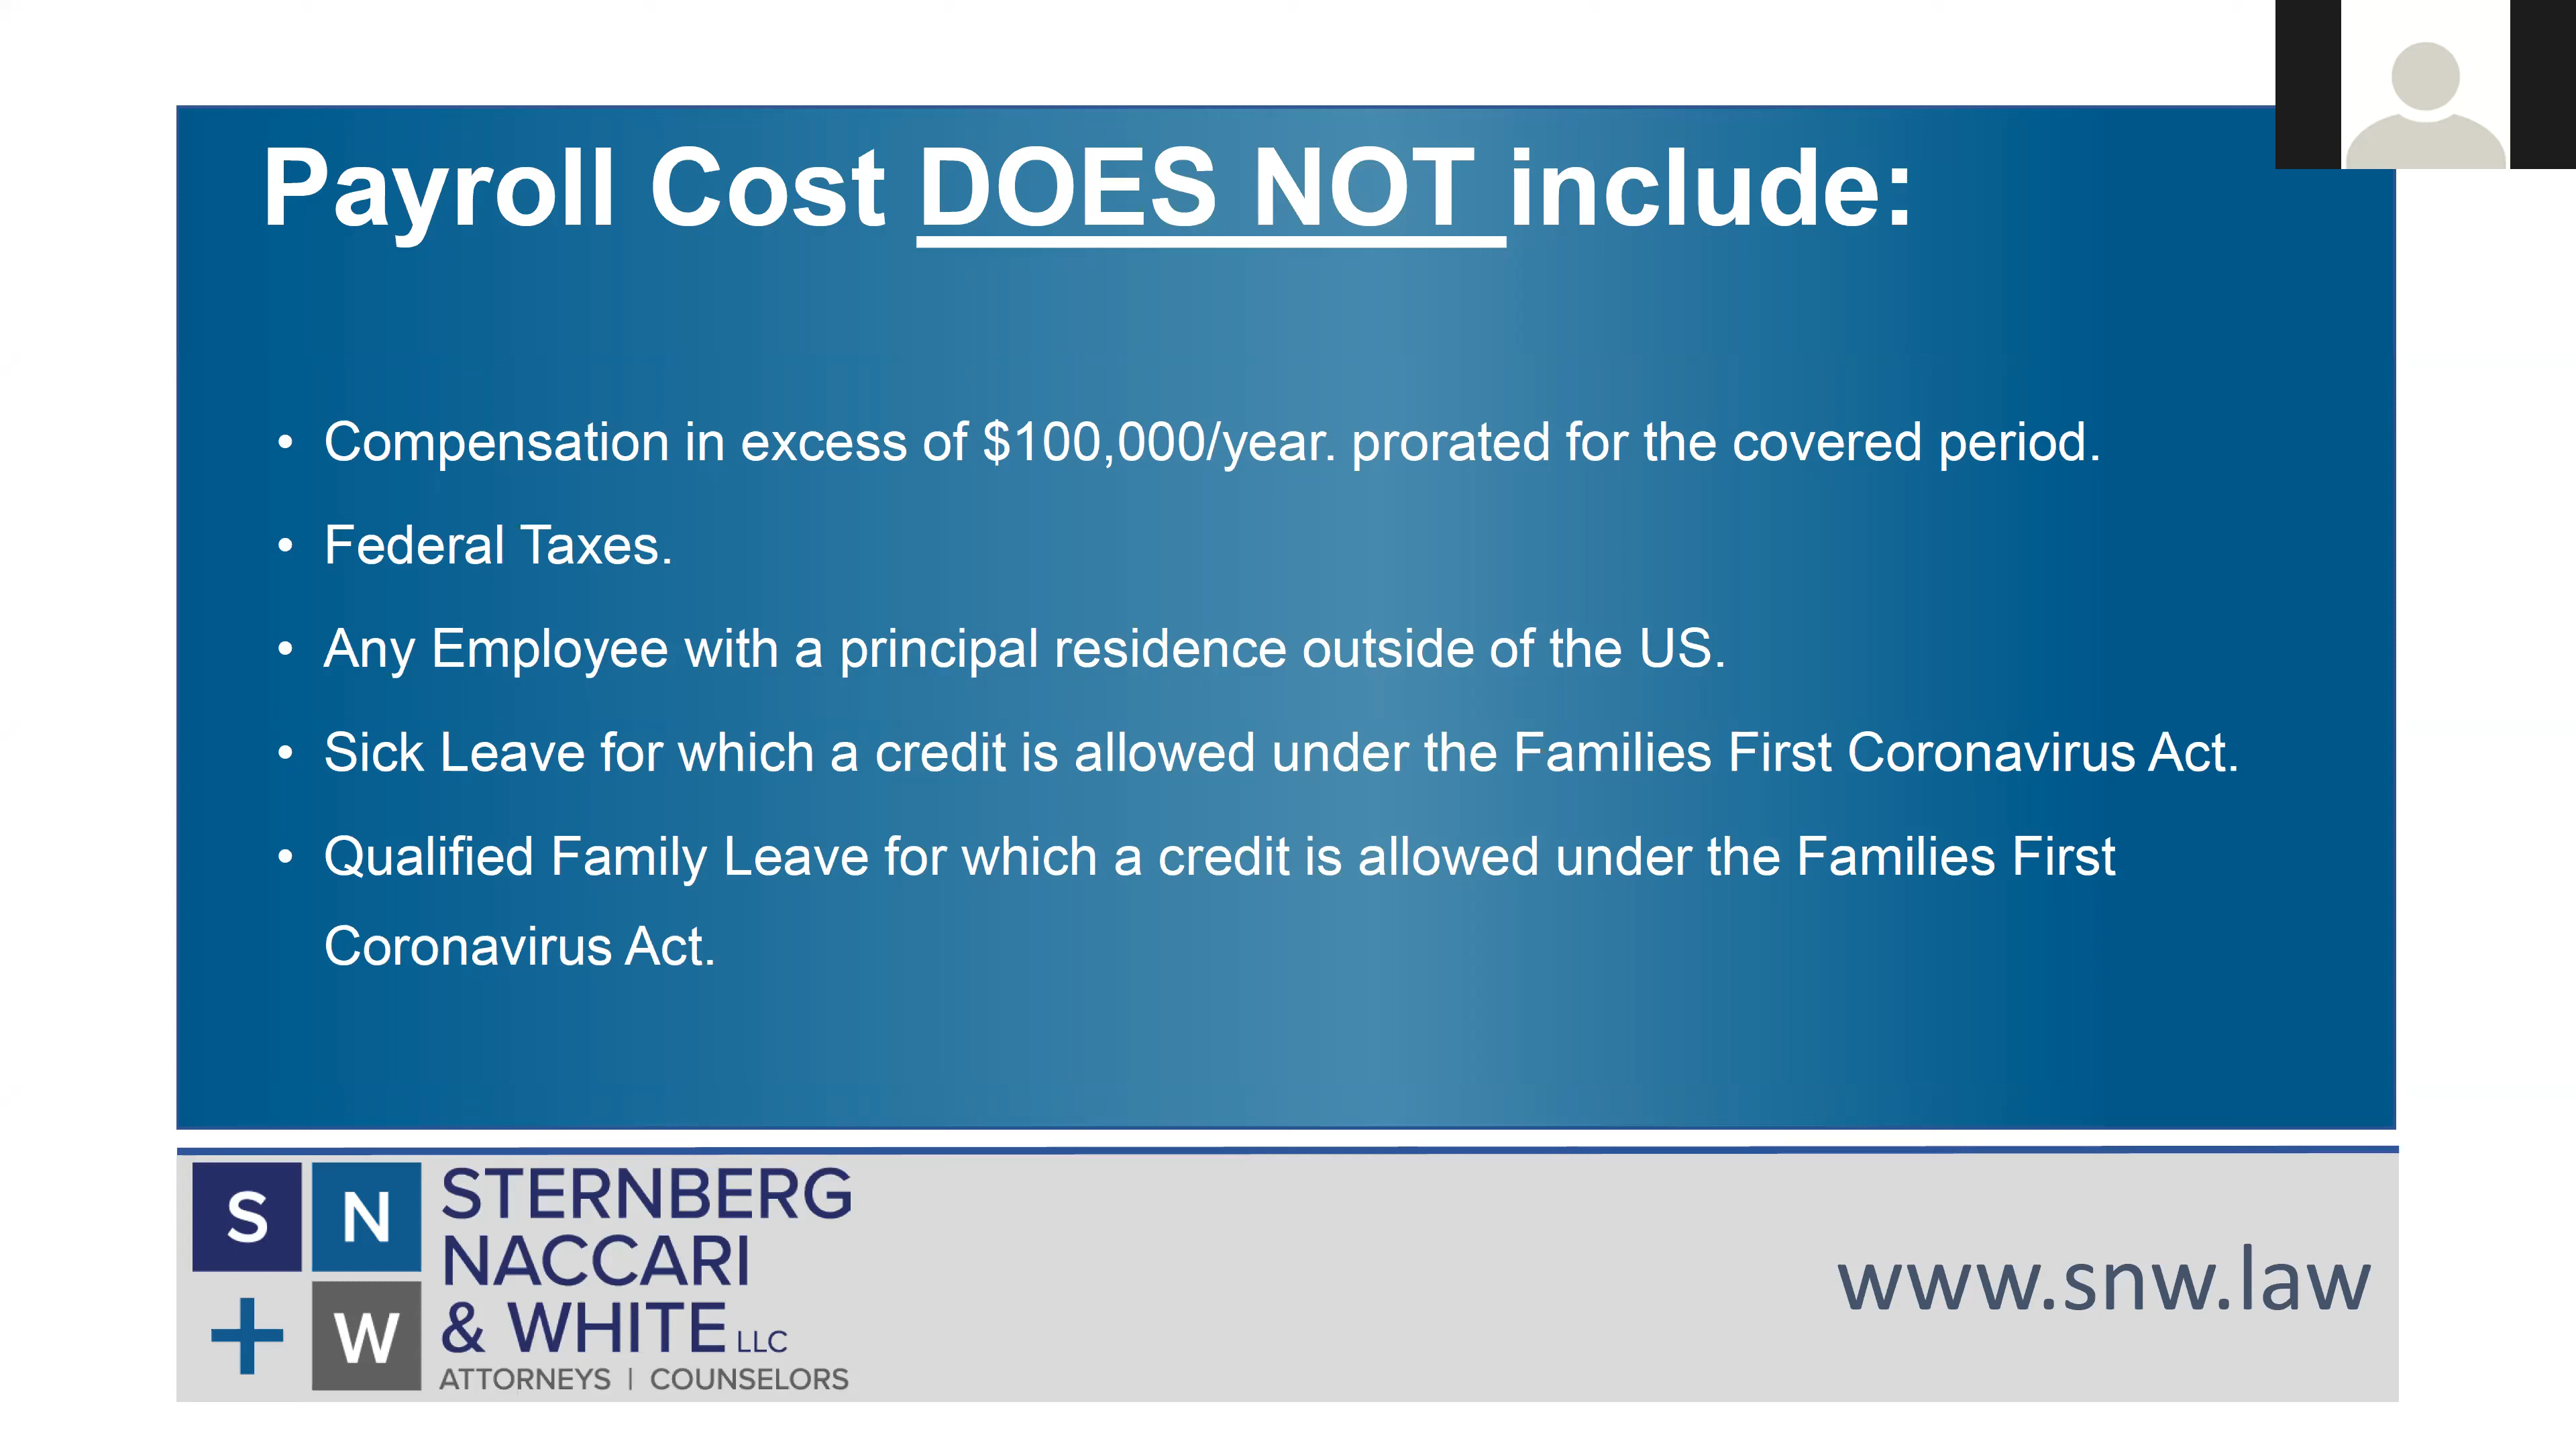 Payroll Cost DOES NOT include:
• Compensation in excess of $100,000/year. prorated for the covered period.
• Federal Taxes.
• Any Employee with a principal residence outside of the US.
• Sick Leave for which a credit is allowed under the Families First Coronavirus Act.
• Qualified Family Leave for which a credit is allowed under the Families First
Coronavirus Act.
S N
+ W
STERNBERG
NACCARI
& WHITE LLC
ATTORNEYS | COUNSELORS
www.snw.law